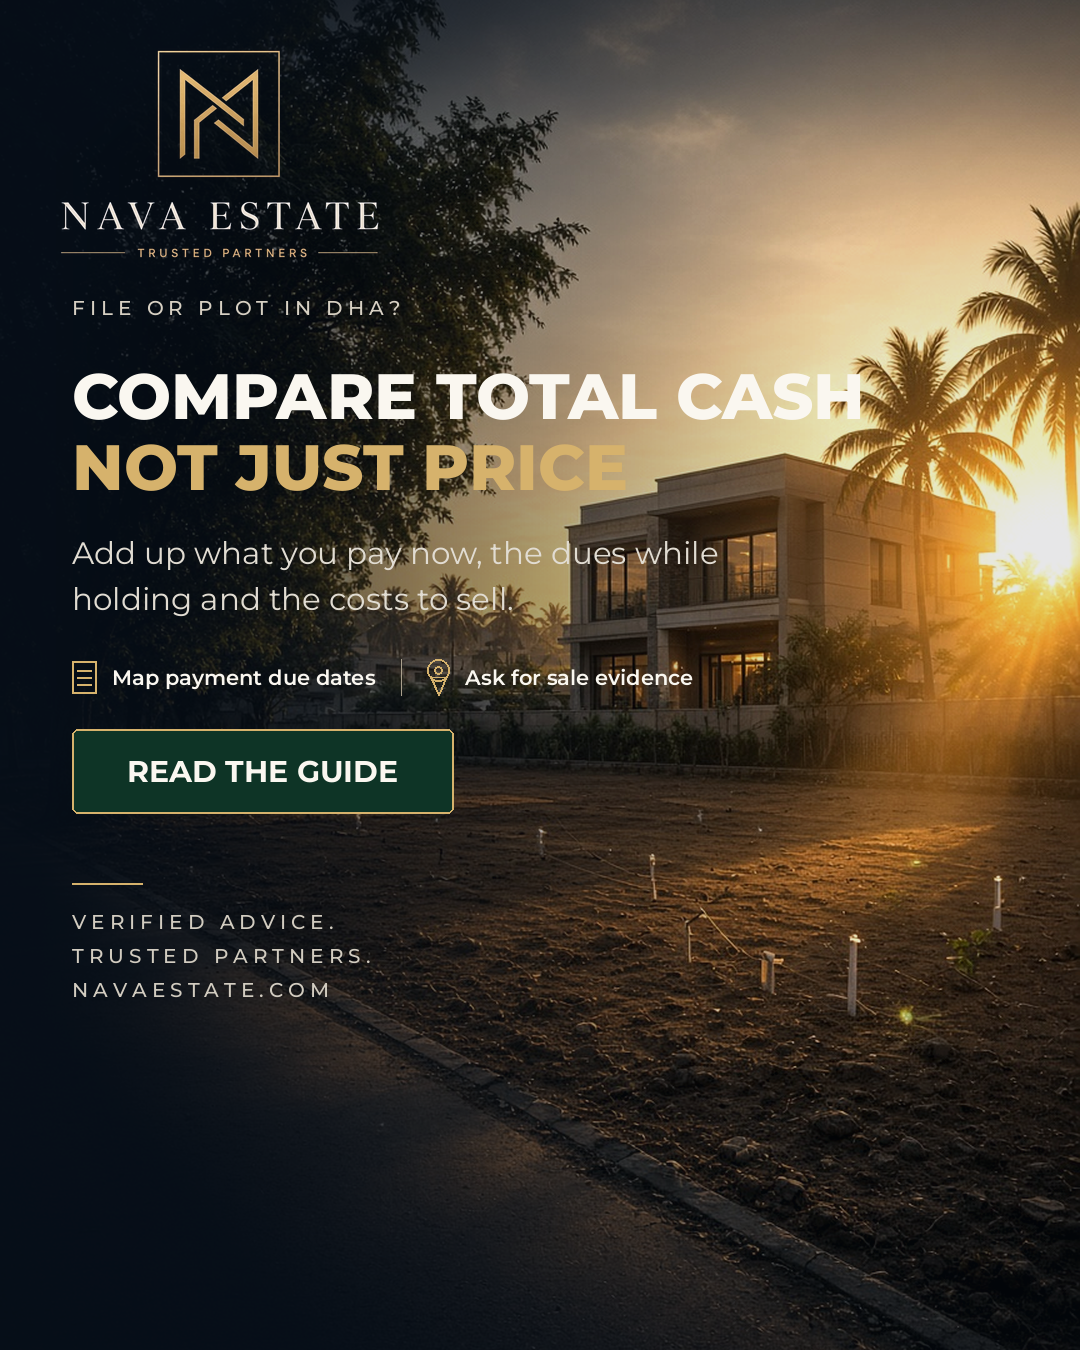 NAVA ESTATE
TRUSTED PARTNERS
FILE OR PLOT IN DHA?
COMPARE TOTAL CASH
NOT JUST PRICE
Add up what you pay now, the dues while
holding and the costs to sell.
Map payment due dates
Ask for sale evidence
READ THE GUIDE
VERIFIED ADVICE.
TRUSTED PARTNERS.
NAVAESTATE.COM